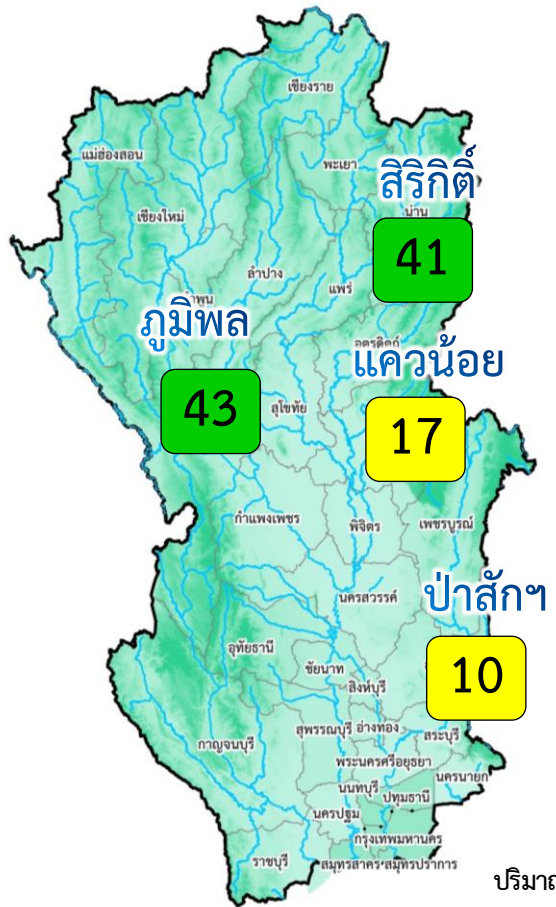 เชียงราย
แม่ฮ่องสอน
พะเยา
สิริกิติ์
น่าน
เชียงใหม่
41
ลำปาง
แพร่
ภูมิพล
แควน้อย
43
สุโขทัย
17
กำแพงเพชร
พิจิตร
เพชรบูรณ์
ป่าสักฯ
นครสวรรค์
อุทัยธานี
ชัยนาท
10
สิงห์บุรี
สุพรรณบุรี อ่างทอง
สระบุรี
กาญจนบุรี
พระนครศรีอยุธยา
นครนายก
นนทบุรี
ปทุมธานี
นครปฐม
กรุงเทพมหานคร
ราชบุรี
สมุทรสาคร สมุทรปราการ